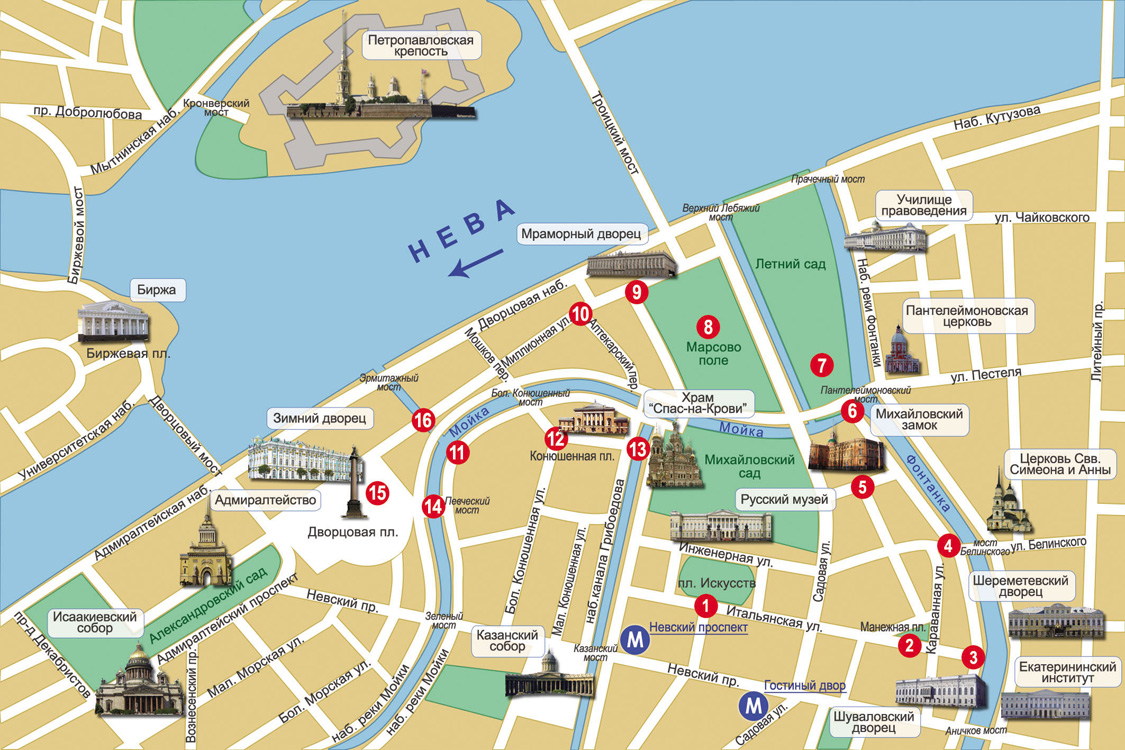 Петропавловская
крепость
Кронверский
мост
пр. Добролюбова
Мытнинская наб.
Биржевой мост
Троицкий мост
Наб. Кутузова
Прачечный мост
Верхний Лебяжий
мост
Училище
правоведения
ул. Чайковского
НЕВА
Мраморный дворец
Летний сад
Наб. реки Фонтанки
Биржа
Биржевая пл.
Дворцовая наб.
9
10
Миллионная ул.
Аптекарский пер.
Мошков пер.
8
Марсово
поле
7
Пантелеймоновская
церковь
Литейный пр.
ул. Пестеля
Пантелеймоновский
мост
6
Эрмитажный
мост
Бол. Конюшенный
мост
Храм
"Спас-на-Крови"
Мойка
Мойка
16
11
12
Конюшенная пл.
13
Михайловский
замок
Университетская наб.
Дворцовый мост
Зимний дворец
Михайловский
сад
Фонтанка
Церковь Свв.
Симеона и Анны
Адмиралтейство
15
14
Певческий
мост
Русский музей
5
Адмиралтейская наб.
Дворцовая пл.
Бол. Конюшенная ул.
Мал. Конюшенная ул.
наб.канала Грибоедова
Инженерная ул.
Садовая ул.
4
мост
Белинского
ул. Белинского
Александровский сад
Адмиралтейский проспект
Невский пр.
пл. Искусств
1
Итальянская ул.
Караванная ул.
Манежная пл.
2
3
Шереметевский
дворец
Исаакиевский
собор
пр-д Декабристов
Зеленый
мост
Казанский
собор
Казанский
мост
М
Невский проспект
Невский пр.
Гостиный двор
М
Садовая ул.
Екатерининский
институт
Шуваловский
дворец
Аничков мост
Вознесенский пр.
Мал. Морская ул.
Бол. Морская ул.
наб. реки Мойки
наб. реки Мойки